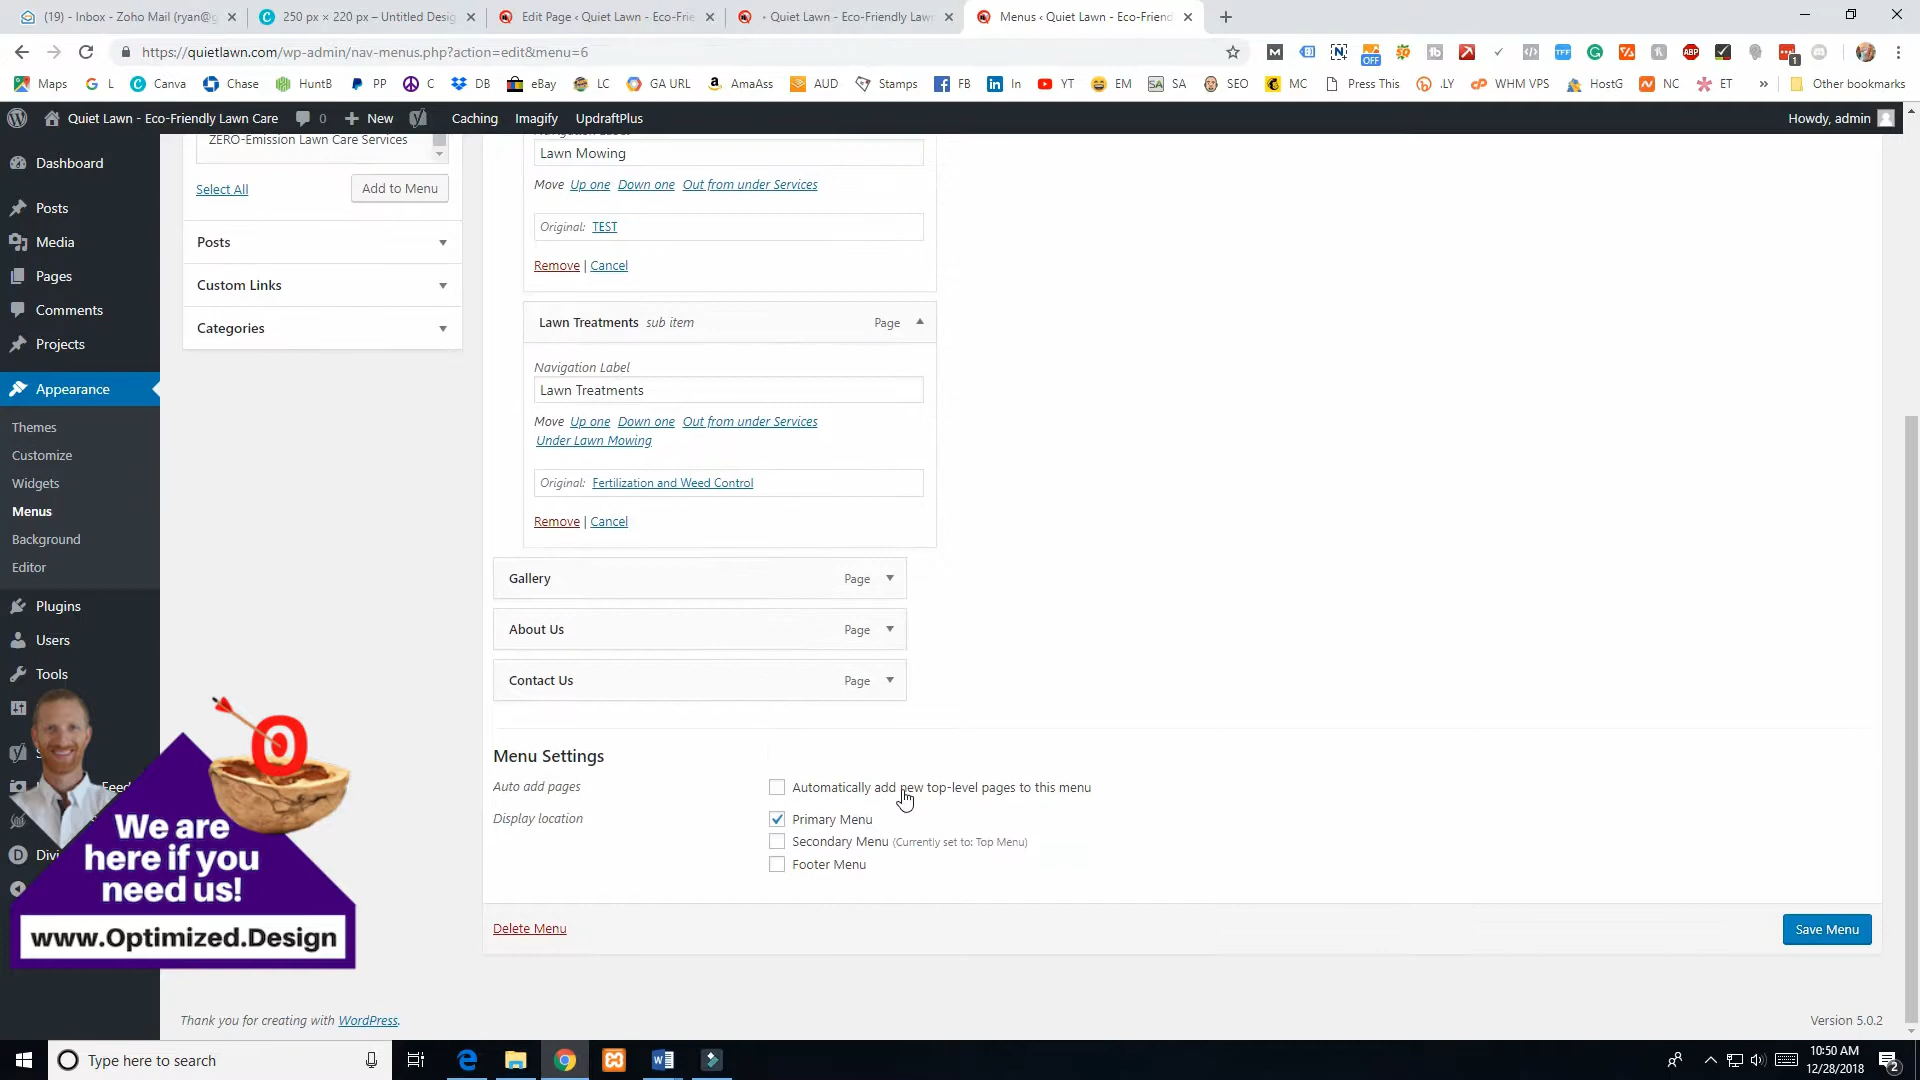 (19) - Inbox - Zoho Mail (ryan@g
250 px × 220 px – Untitled Desig
Edit Page ‹ Quiet Lawn - Eco-Frie
Quiet Lawn - Eco-Friendly Lawn
Menus ‹ Quiet Lawn - Eco-Friend
https://quietlawn.com/wp-admin/nav-menus.php?action=edit&menu=6
Maps
L
Canva
Chase
HuntB
PP
C
DB
eBay
LC
GA URL
AmaAss
AUD
Stamps
FB
In
YT
EM
SA
SEO
MC
Press This
.LY
WHM VPS
HostG
NC
ET
»
Other bookmarks
Quiet Lawn - Eco-Friendly Lawn Care
0
New
Caching
Imagify
UpdraftPlus
Howdy, admin
Dashboard
Posts
Media
Pages
Comments
Projects
Appearance
Themes
Customize
Widgets
Menus
Background
Editor
Plugins
Users
Tools
Feed
Divi
ZERO-Emission Lawn Care Services
Select All
Add to Menu
Posts
Custom Links
Categories
Navigation Label
Lawn Mowing
Move Up one Down one Out from under Services
Original: TEST
Remove | Cancel
Lawn Treatments sub item Page
Navigation Label
Lawn Treatments
Move Up one Down one Out from under Services
Under Lawn Mowing
Original: Fertilization and Weed Control
Remove | Cancel
Gallery Page
About Us Page
Contact Us Page
Menu Settings
Auto add pages
Automatically add new top-level pages to this menu
Display location
Primary Menu
Secondary Menu (Currently set to: Top Menu)
Footer Menu
Delete Menu
Save Menu
We are
here if you
need us!
www.Optimized.Design
Thank you for creating with WordPress.
Version 5.0.2
Type here to search
10:50 AM
12/28/2018
2